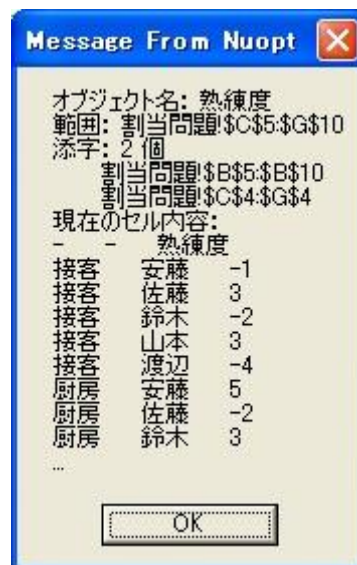 Message From Nuopt
オブジェクト名: 熟練度
範囲: 割当問題!$C$5:$G$10
添字: 2 個
割当問題!$B$5:$B$10
割当問題!$C$4:$G$4
現在のセル内容:
- - 熟練度
接客 安藤 -1
接客 佐藤 3
接客 鈴木 -2
接客 山本 3
接客 渡辺 -4
厨房 安藤 5
厨房 佐藤 -2
厨房 鈴木 3
...
OK